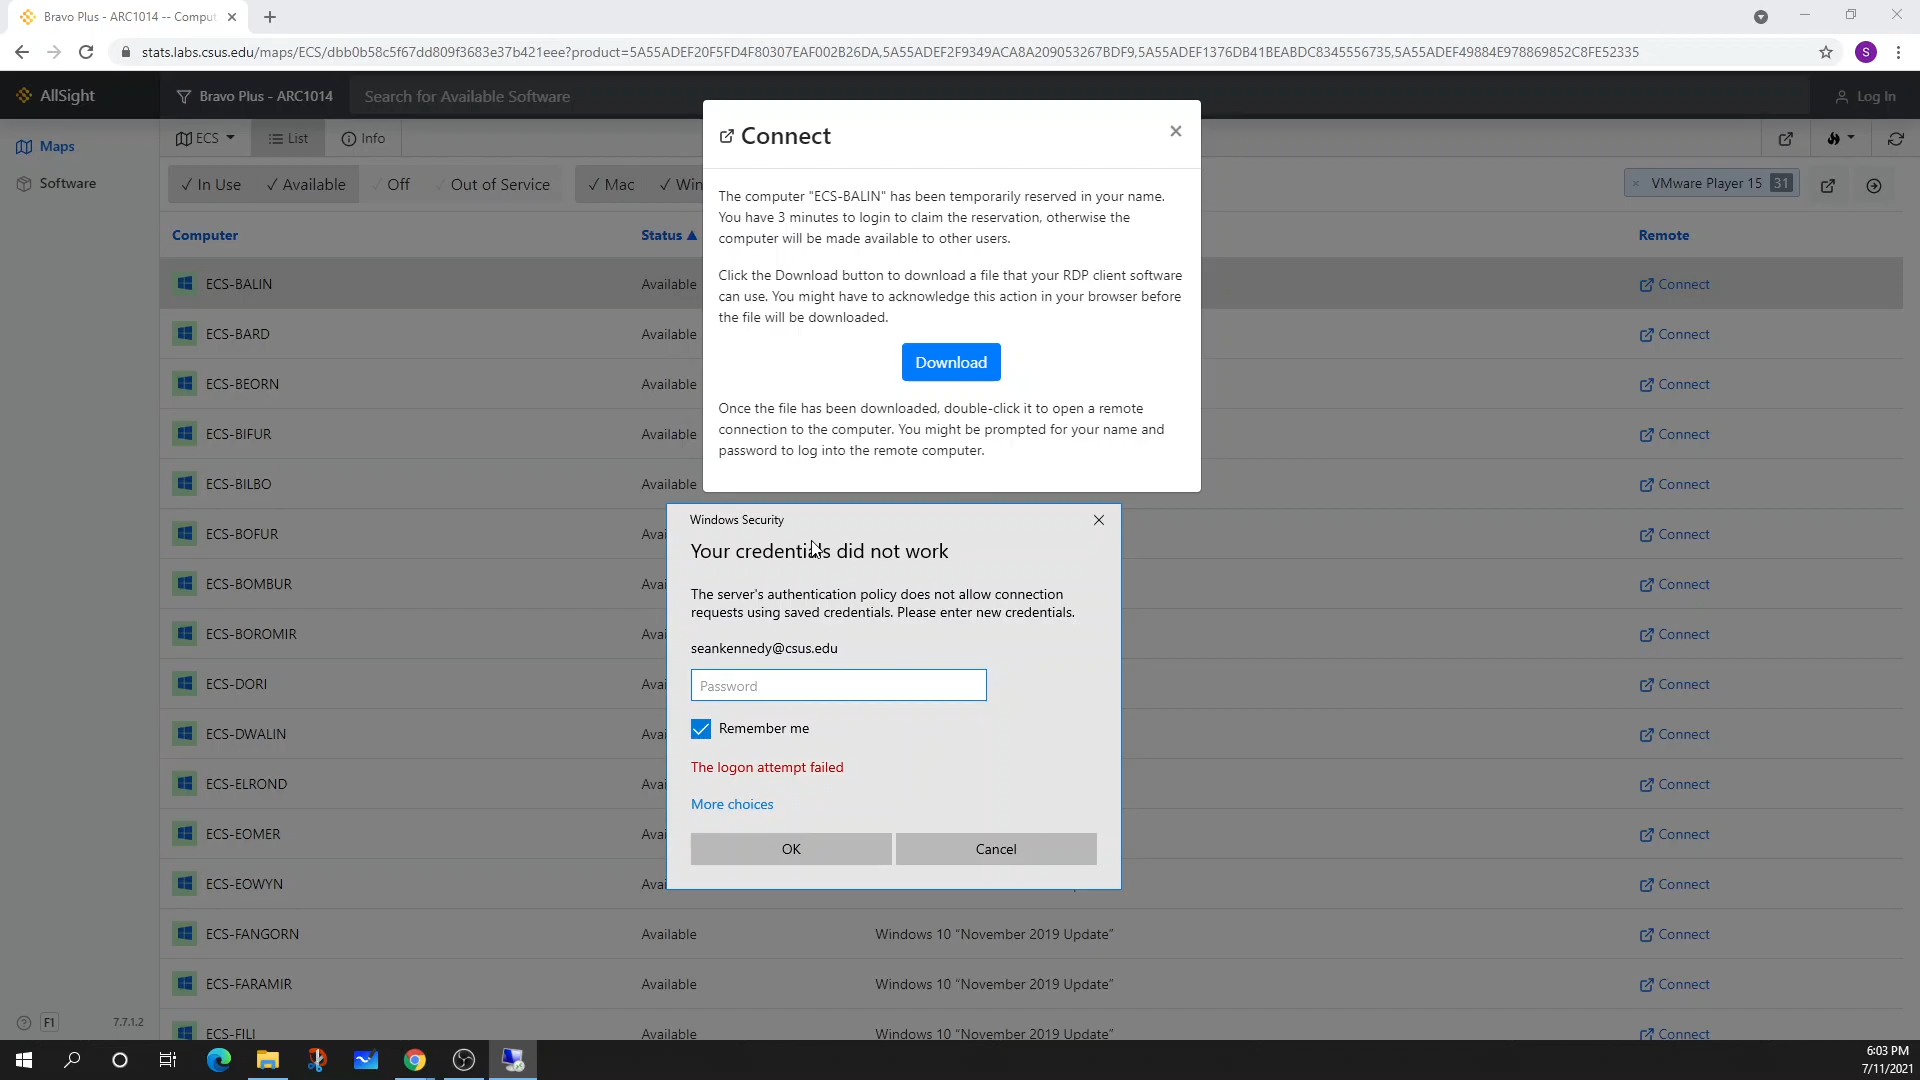 Bravo Plus - ARC1014 -- Comput
stats.labs.csus.edu/maps/ECS/dbb0b58c5f67dd809f3683e37b421eee?product=5A55ADEF20F5FD4F80307EAF002B26DA,5A55ADEF2F9349ACA8A209053267BDF9,5A55ADEF1376DB41BEABDC8345556735,5A55ADEF49884E978869852C8FE52335
S
AllSight
Bravo Plus - ARC1014
Search for Available Software
Log In
Maps
Software
ECS
List
Info
✓ In Use
✓ Available
✓ Off
✓ Out of Service
✓ Mac
✓ Win
× VMware Player 15 31
Computer
Status ▲
Remote
ECS-BALIN
Available
Connect
ECS-BARD
Available
Connect
ECS-BEORN
Available
Connect
ECS-BIFUR
Available
Connect
ECS-BILBO
Available
Connect
ECS-BOFUR
Avai
Connect
ECS-BOMBUR
Avai
Connect
ECS-BOROMIR
Avai
Connect
ECS-DORI
Avai
Connect
ECS-DWALIN
Avai
Connect
ECS-ELROND
Avai
Connect
ECS-EOMER
Avai
Connect
ECS-EOWYN
Avai
Connect
ECS-FANGORN
Available
Windows 10 “November 2019 Update”
Connect
ECS-FARAMIR
Available
Windows 10 “November 2019 Update”
Connect
ECS-FILI
Available
Windows 10 “November 2019 Update”
Connect
Connect
×
The computer "ECS-BALIN" has been temporarily reserved in your name.
You have 3 minutes to login to claim the reservation, otherwise the
computer will be made available to other users.
Click the Download button to download a file that your RDP client software
can use. You might have to acknowledge this action in your browser before
the file will be downloaded.
Download
Once the file has been downloaded, double-click it to open a remote
connection to the computer. You might be prompted for your name and
password to log into the remote computer.
Windows Security
Your credentials did not work
The server's authentication policy does not allow connection
requests using saved credentials. Please enter new credentials.
seankennedy@csus.edu
Password
Remember me
The logon attempt failed
More choices
OK
Cancel
? F1
7.7.1.2
6:03 PM
7/11/2021